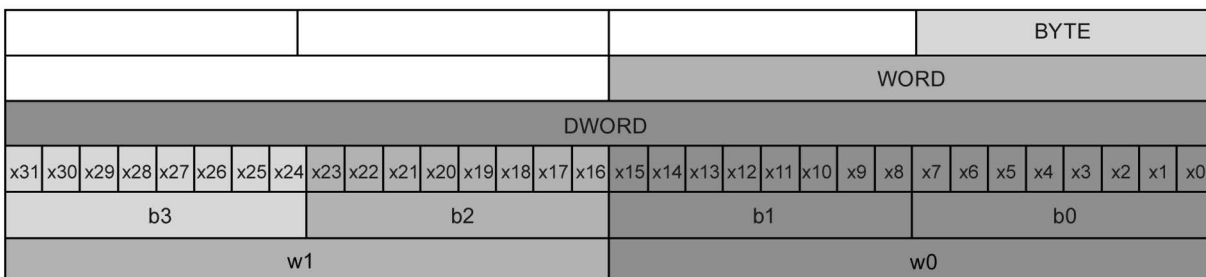 BYTE
WORD
DWORD
x31 x30 x29 x28 x27 x26 x25 x24 x23 x22 x21 x20 x19 x18 x17 x16 x15 x14 x13 x12 x11 x10 x9 x8 x7 x6 x5 x4 x3 x2 x1 x0
b3 b2 b1 b0
w1 w0